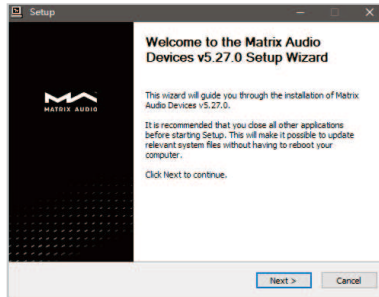 Setup
Welcome to the Matrix Audio
Devices v5.27.0 Setup Wizard
MATRIX AUDIO
This wizard will guide you through the installation of Matrix
Audio Devices v5.27.0.
It is recommended that you close all other applications
before starting Setup. This will make it possible to update
relevant system files without having to reboot your
computer.
Click Next to continue.
Next >
Cancel